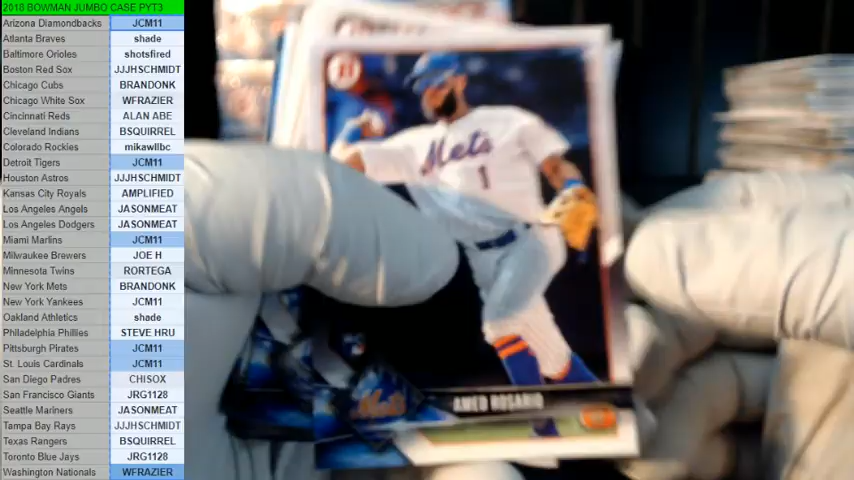 2018 BOWMAN JUMBO CASE PYT3
Arizona Diamondbacks JCM11
Atlanta Braves shade
Baltimore Orioles shotsfired
Boston Red Sox JJJHSCHMIDT
Chicago Cubs BRANDONK
Chicago White Sox WFRAZIER
Cincinnati Reds ALAN ABE
Cleveland Indians BSQUIRREL
Colorado Rockies mikawllbc
Detroit Tigers JCM11
Houston Astros JJJHSCHMIDT
Kansas City Royals AMPLIFIED
Los Angeles Angels JASONMEAT
Los Angeles Dodgers JASONMEAT
Miami Marlins JCM11
Milwaukee Brewers JOE H
Minnesota Twins RORTEGA
New York Mets BRANDONK
New York Yankees JCM11
Oakland Athletics shade
Philadelphia Phillies STEVE HRU
Pittsburgh Pirates JCM11
St. Louis Cardinals JCM11
San Diego Padres CHISOX
San Francisco Giants JRG1128
Seattle Mariners JASONMEAT
Tampa Bay Rays JJJHSCHMIDT
Texas Rangers BSQUIRREL
Toronto Blue Jays JRG1128
Washington Nationals WFRAZIER
B
Mets
1
Mets
AMED ROSARIO